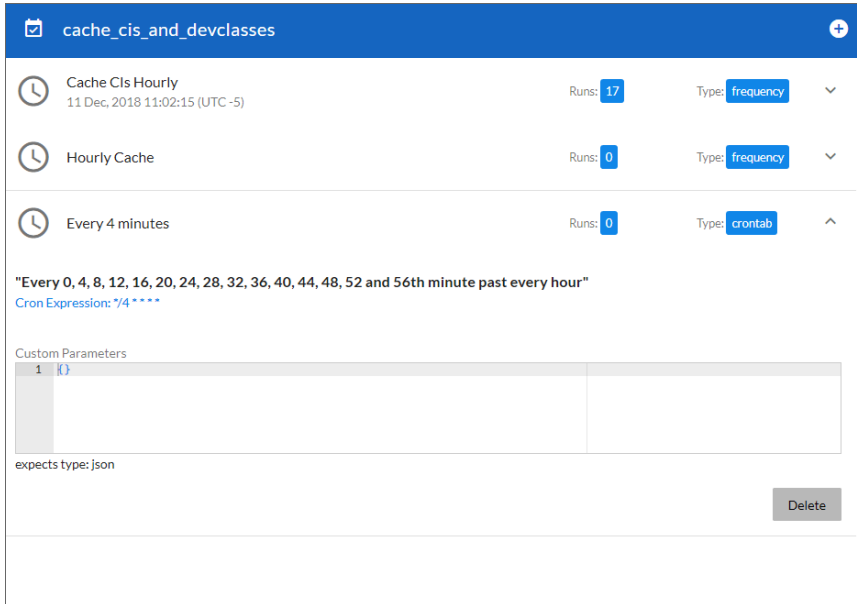 cache_cis_and_devclasses
Cache CIs Hourly
11 Dec, 2018 11:02:15 (UTC -5)
Runs: 17
Type: frequency
Hourly Cache
Runs: 0
Type: frequency
Every 4 minutes
Runs: 0
Type: crontab
"Every 0, 4, 8, 12, 16, 20, 24, 28, 32, 36, 40, 44, 48, 52 and 56th minute past every hour"
Cron Expression: */4 * * * *
Custom Parameters
1 {}
expects type: json
Delete